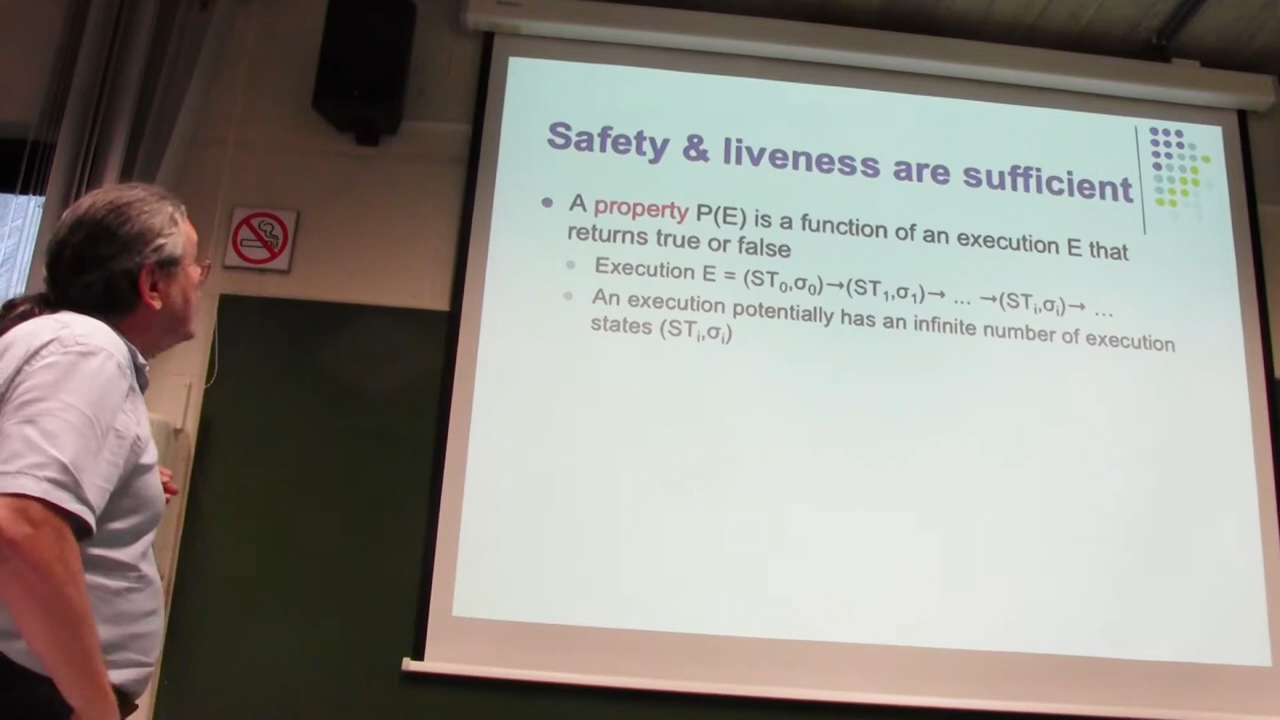 Safety & liveness are sufficient
• A property P(E) is a function of an execution E that
returns true or false
• Execution E = (ST₀,σ₀)→(ST₁,σ₁)→ ... →(STᵢ,σᵢ)→ ...
• An execution potentially has an infinite number of execution
states (STᵢ,σᵢ)